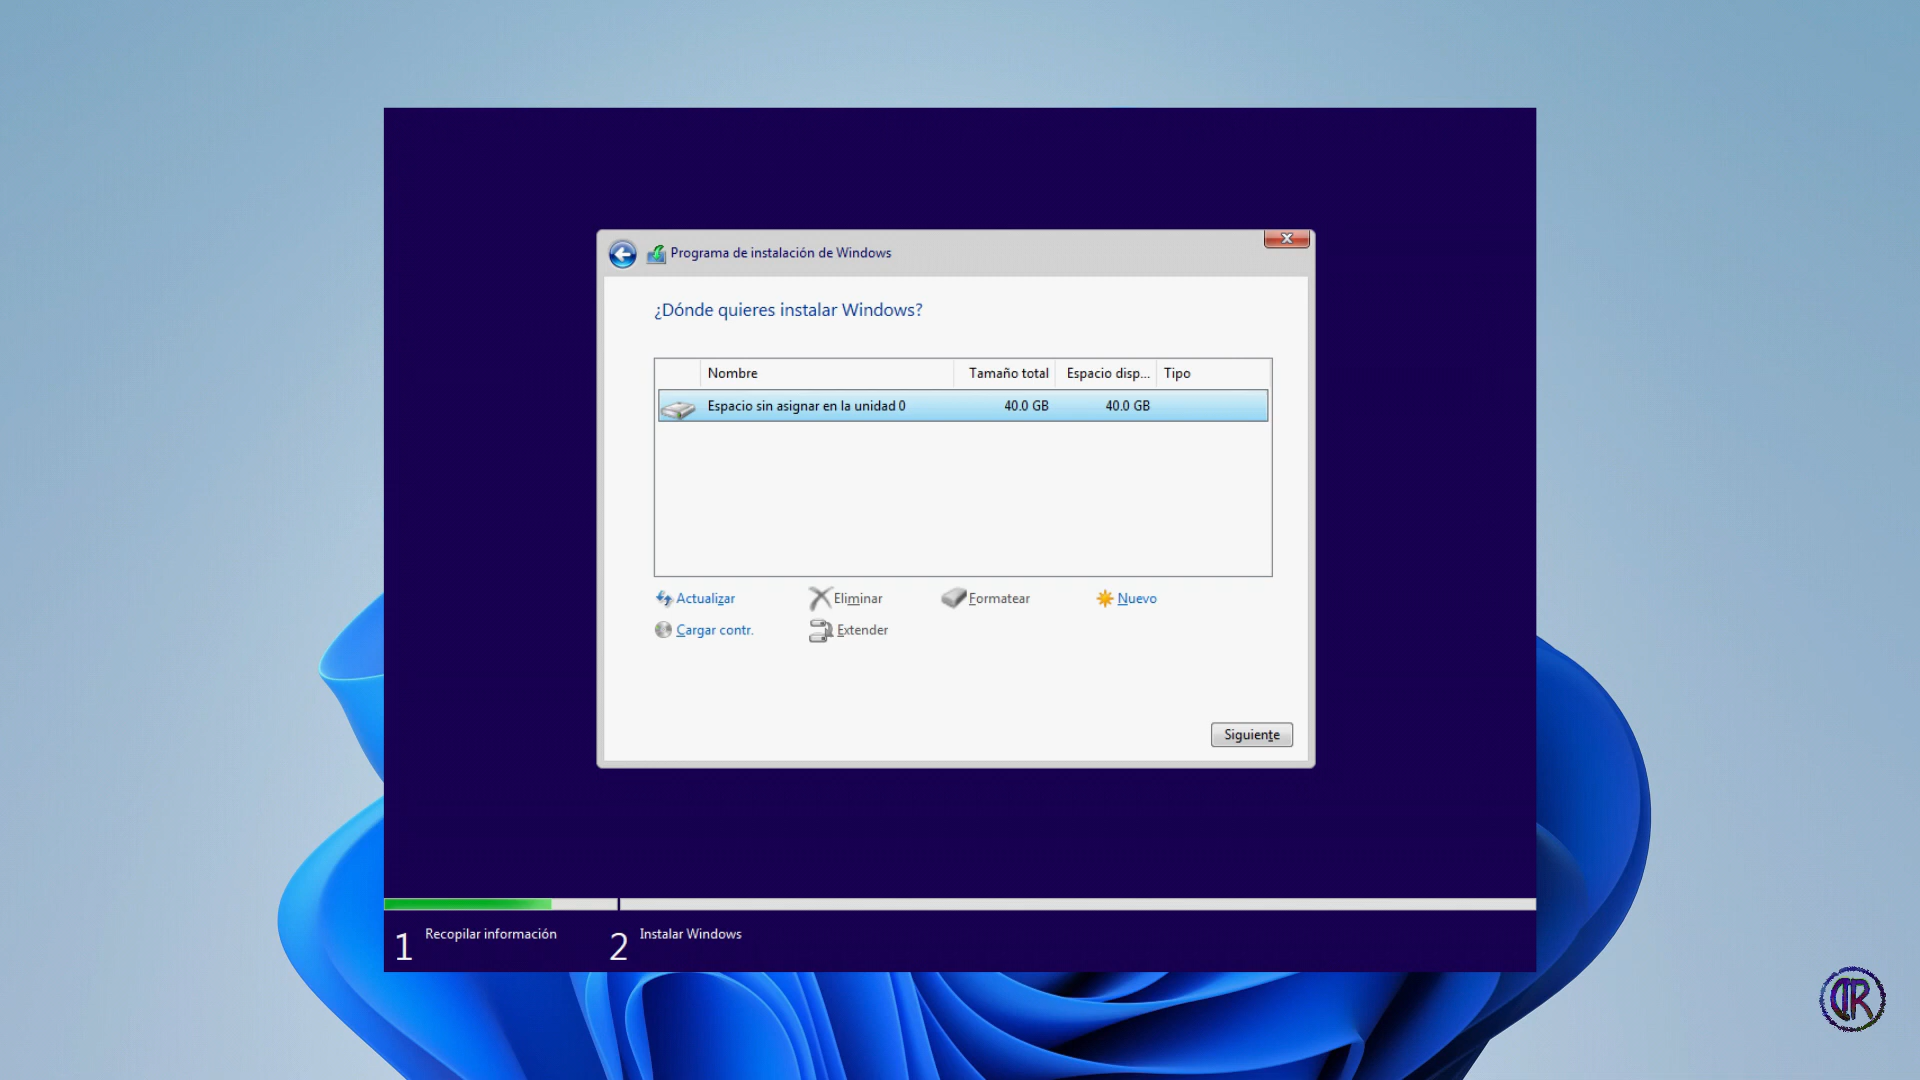 Programa de instalación de Windows
¿Dónde quieres instalar Windows?
Nombre Tamaño total Espacio disp... Tipo
Espacio sin asignar en la unidad 0 40.0 GB 40.0 GB
Actualizar Eliminar Formatear Nuevo
Cargar contr. Extender
Siguiente
1 Recopilar información 2 Instalar Windows